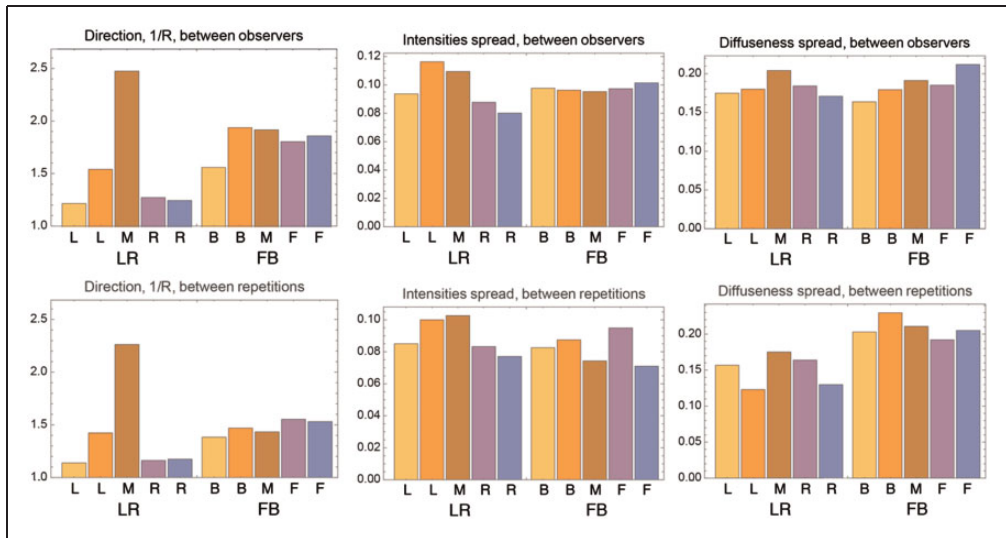 Direction, 1/R, between observers
2.5
2.0
1.5
1.0
L L M R R B B M F F
LR FB
Intensities spread, between observers
0.12
0.10
0.08
0.06
0.04
0.02
0.00
L L M R R B B M F F
LR FB
Diffuseness spread, between observers
0.20
0.15
0.10
0.05
0.00
L L M R R B B M F F
LR FB
Direction, 1/R, between repetitions
2.5
2.0
1.5
1.0
L L M R R B B M F F
LR FB
Intensities spread, between repetitions
0.10
0.08
0.06
0.04
0.02
0.00
L L M R R B B M F F
LR FB
Diffuseness spread, between repetitions
0.20
0.15
0.10
0.05
0.00
L L M R R B B M F F
LR FB